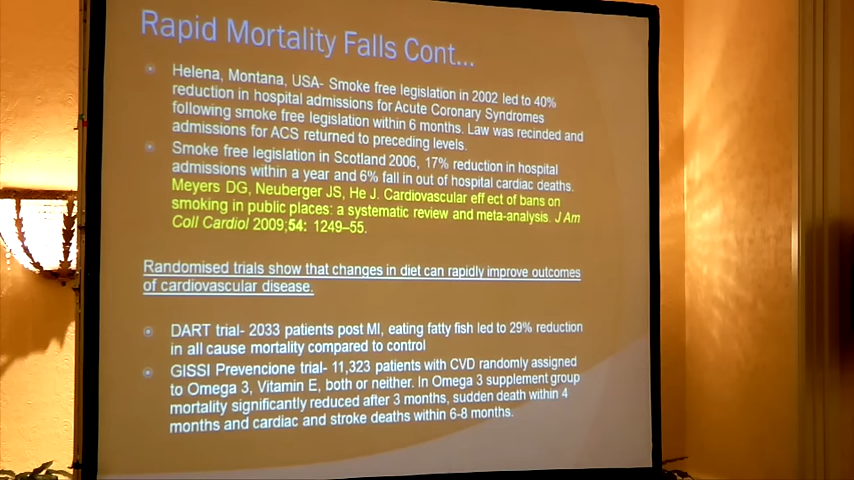 Rapid Mortality Falls Cont...
Helena, Montana, USA- Smoke free legislation in 2002 led to 40%
reduction in hospital admissions for Acute Coronary Syndromes
following smoke free legislation within 6 months. Law was recinded and
admissions for ACS returned to preceding levels.
Smoke free legislation in Scotland 2006, 17% reduction in hospital
admissions within a year and 6% fall in out of hospital cardiac deaths.
Meyers DG, Neuberger JS, He J. Cardiovascular eff ect of bans on
smoking in public places: a systematic review and meta-analysis. J Am
Coll Cardiol 2009;54: 1249–55.
Randomised trials show that changes in diet can rapidly improve outcomes
of cardiovascular disease.
DART trial- 2033 patients post MI, eating fatty fish led to 29% reduction
in all cause mortality compared to control
GISSI Prevencione trial- 11,323 patients with CVD randomly assigned
to Omega 3, Vitamin E, both or neither. In Omega 3 supplement group
mortality significantly reduced after 3 months, sudden death within 4
months and cardiac and stroke deaths within 6-8 months.